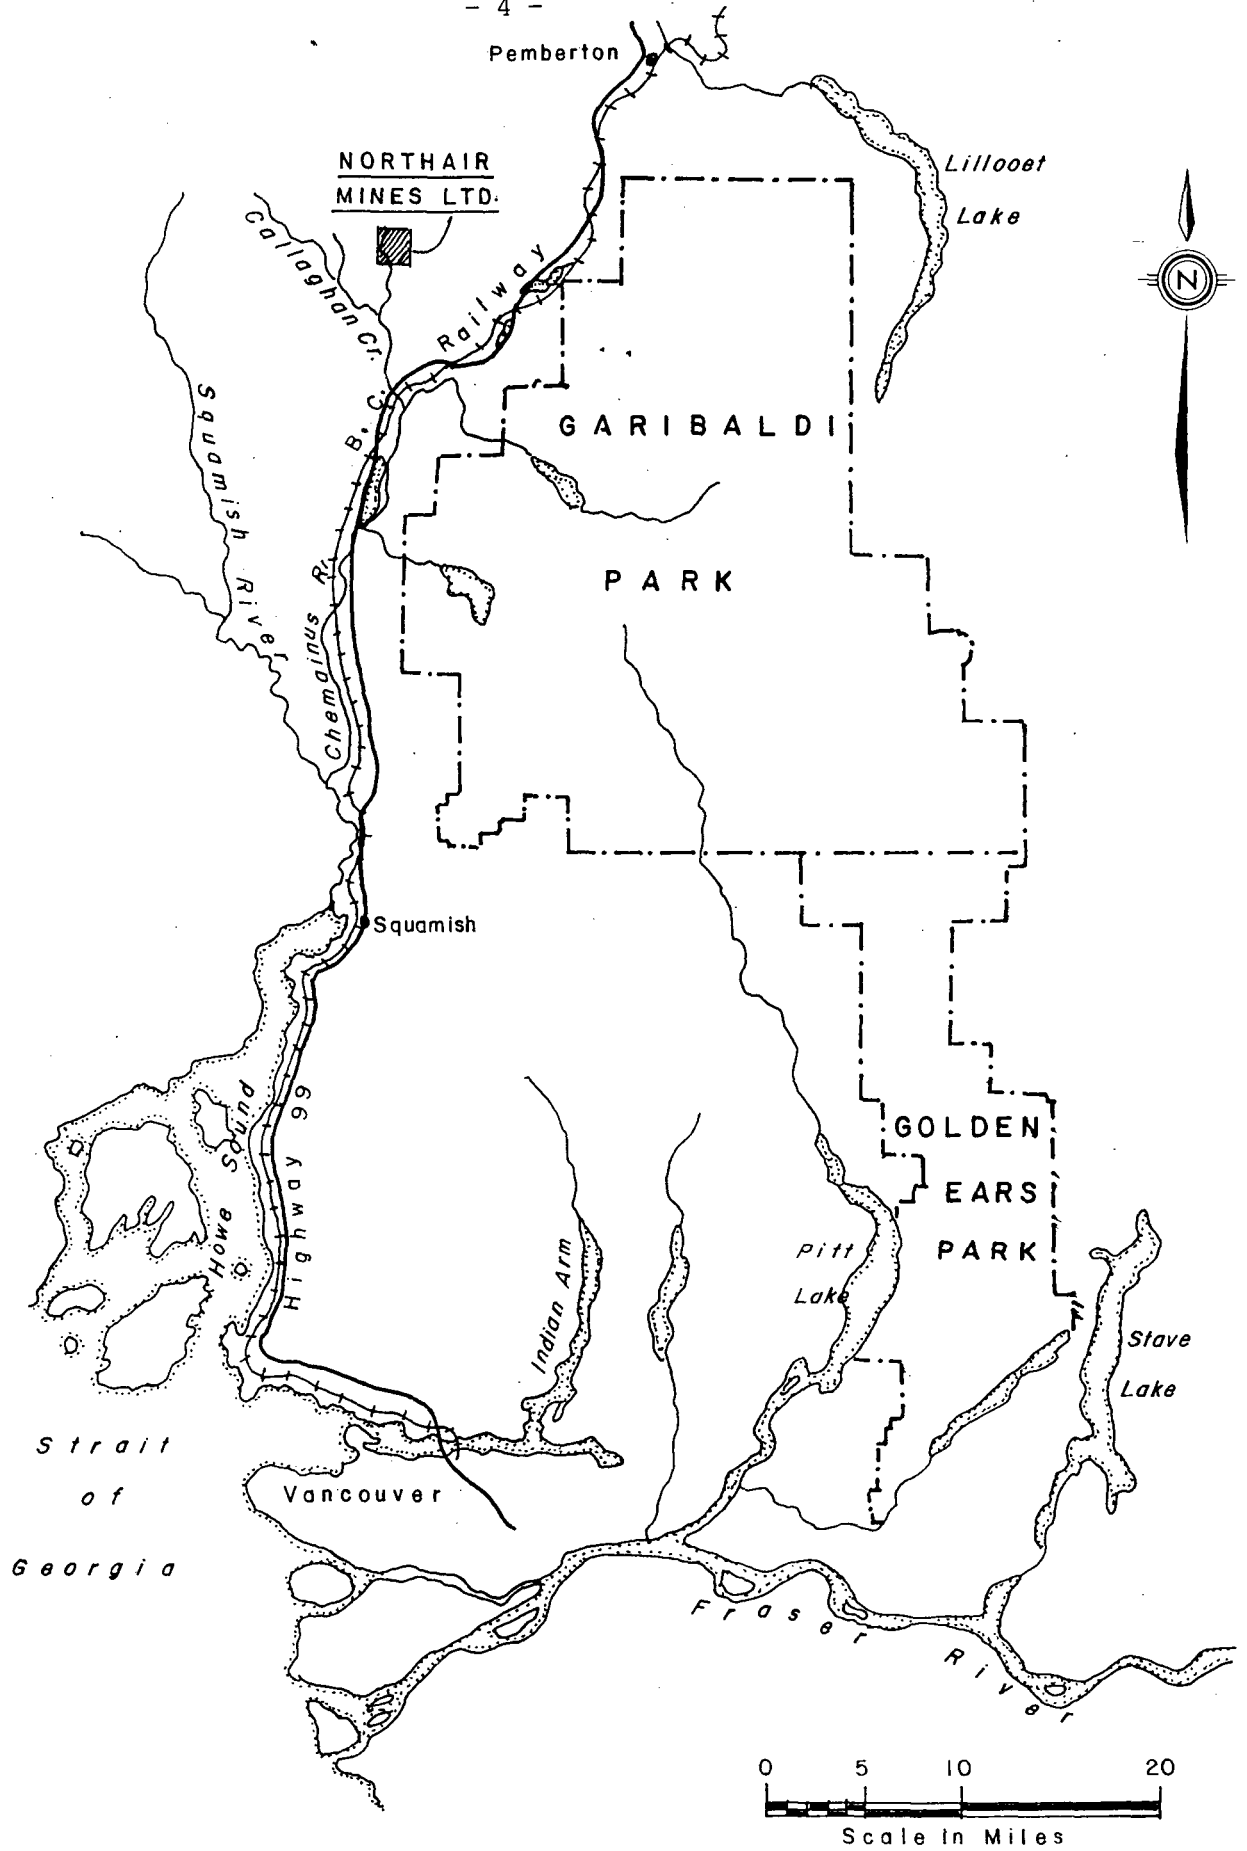 - 4 -
Pemberton
NORTHAIR
MINES LTD.
Lillooet
Lake
Callaghan Cr.
N
B. C. Railway
Squamish River
GARIBALDI
PARK
Chemainus Rr.
Squamish
Howe Sound
Highway 99
GOLDEN
EARS
PARK
Pitt
Lake
Indian Arm
Stave
Lake
Strait
of
Georgia
Vancouver
Fraser River
0 5 10 20
Scale In Miles